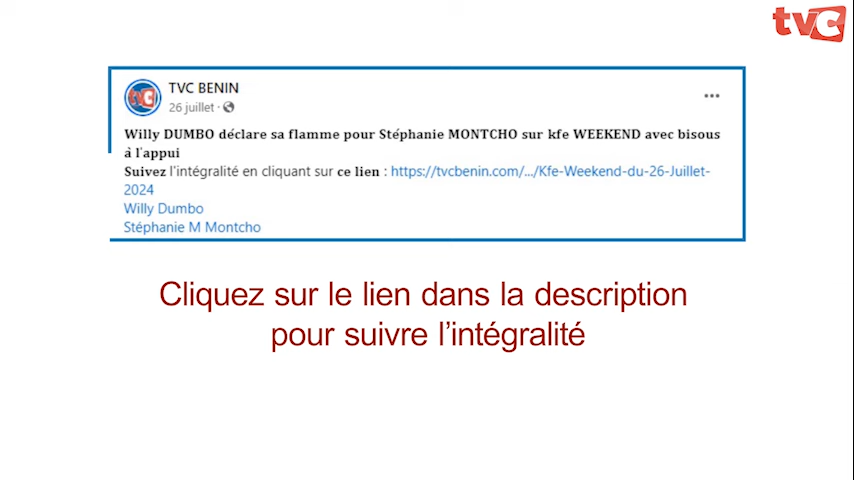 tvc
tvc
TVC BENIN
26 juillet ·
Willy DUMBO déclare sa flamme pour Stéphanie MONTCHO sur kfe WEEKEND avec bisous
à l'appui
Suivez l'intégralité en cliquant sur ce lien : https://tvcbenin.com/.../Kfe-Weekend-du-26-Juillet-
2024
Willy Dumbo
Stéphanie M Montcho
Cliquez sur le lien dans la description
pour suivre l'intégralité